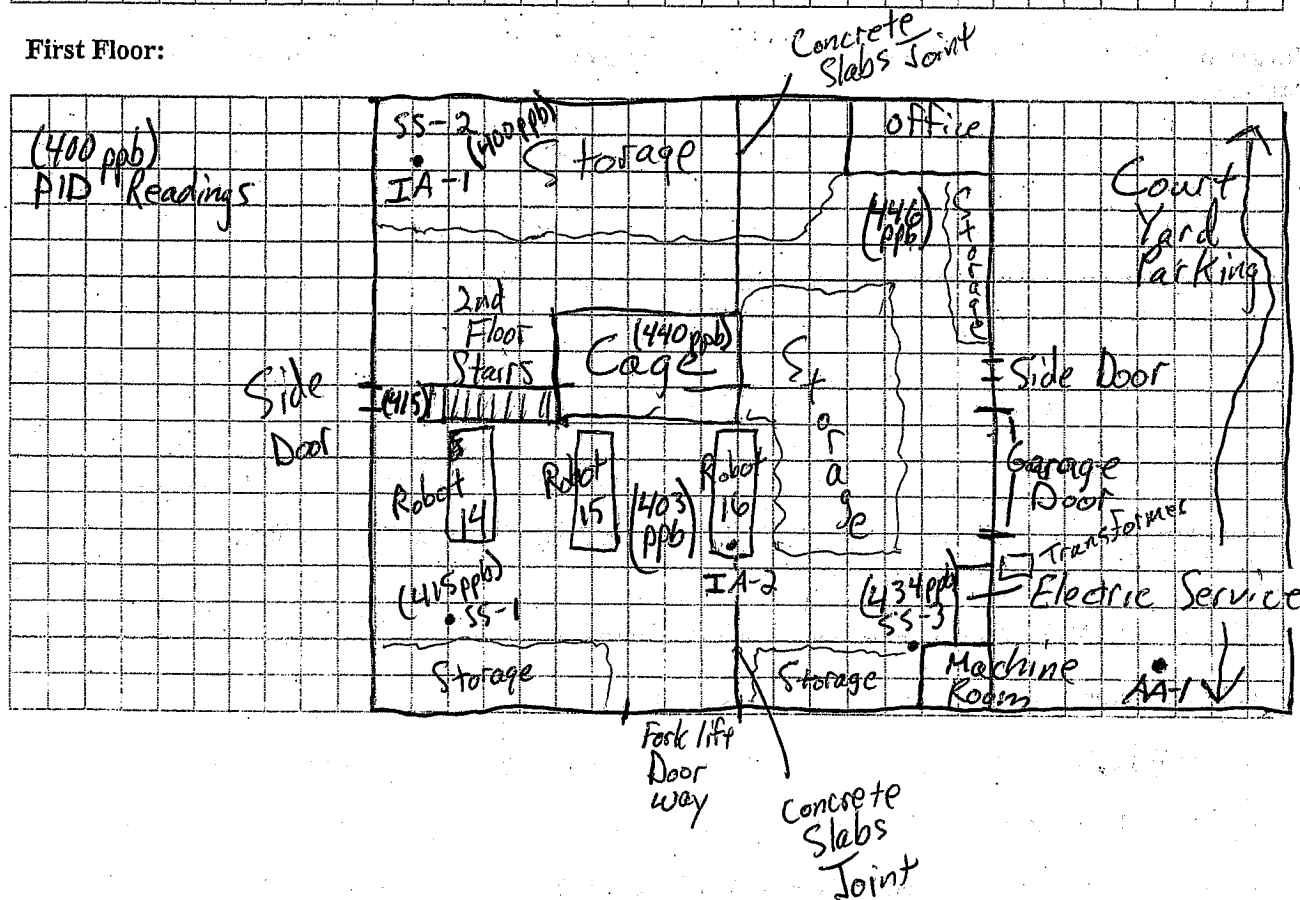 First Floor:
Concrete
Slabs Joint
(400 ppb)
PID Readings
SS-2
(400ppb)
IA-1
Storage
Office
(446
ppb)
Storage
Court
Yard
Parking
2nd
Floor
Stairs
Cage
(440ppb)
Storage
Side
Door
(415)
Side Door
Garage
Door
Robot
14
Robot
15
(403
ppb)
Robot
16
IA-2
Transformer
Electric Service
(415ppb)
SS-1
(434ppb)
SS-3
Storage
Storage
Machine
Room
AA-1
Fork lift
Door
way
Concrete
Slabs
Joint